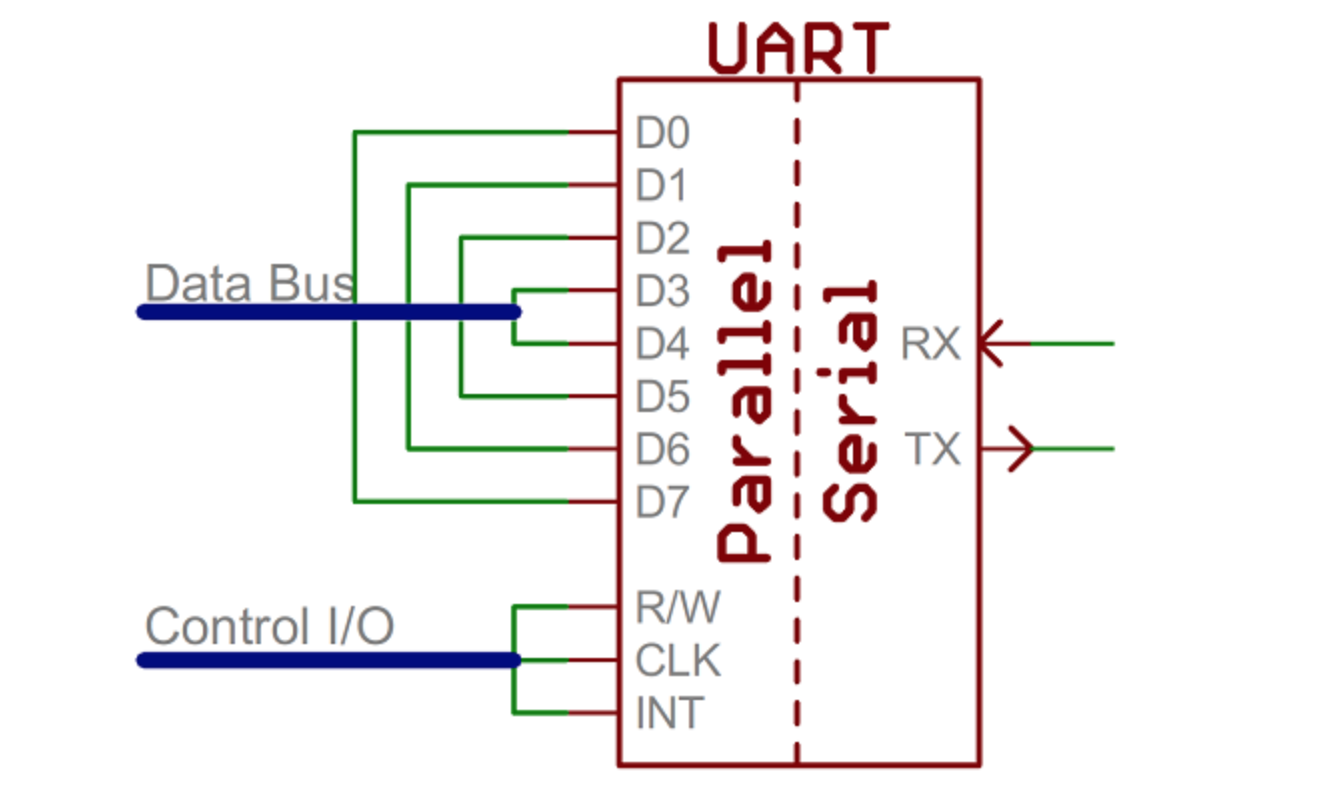 UART
D0
D1
D2
Data Bus
D3
D4
D5
D6
D7
Parallel
Serial
RX
TX
Control I/O
R/W
CLK
INT